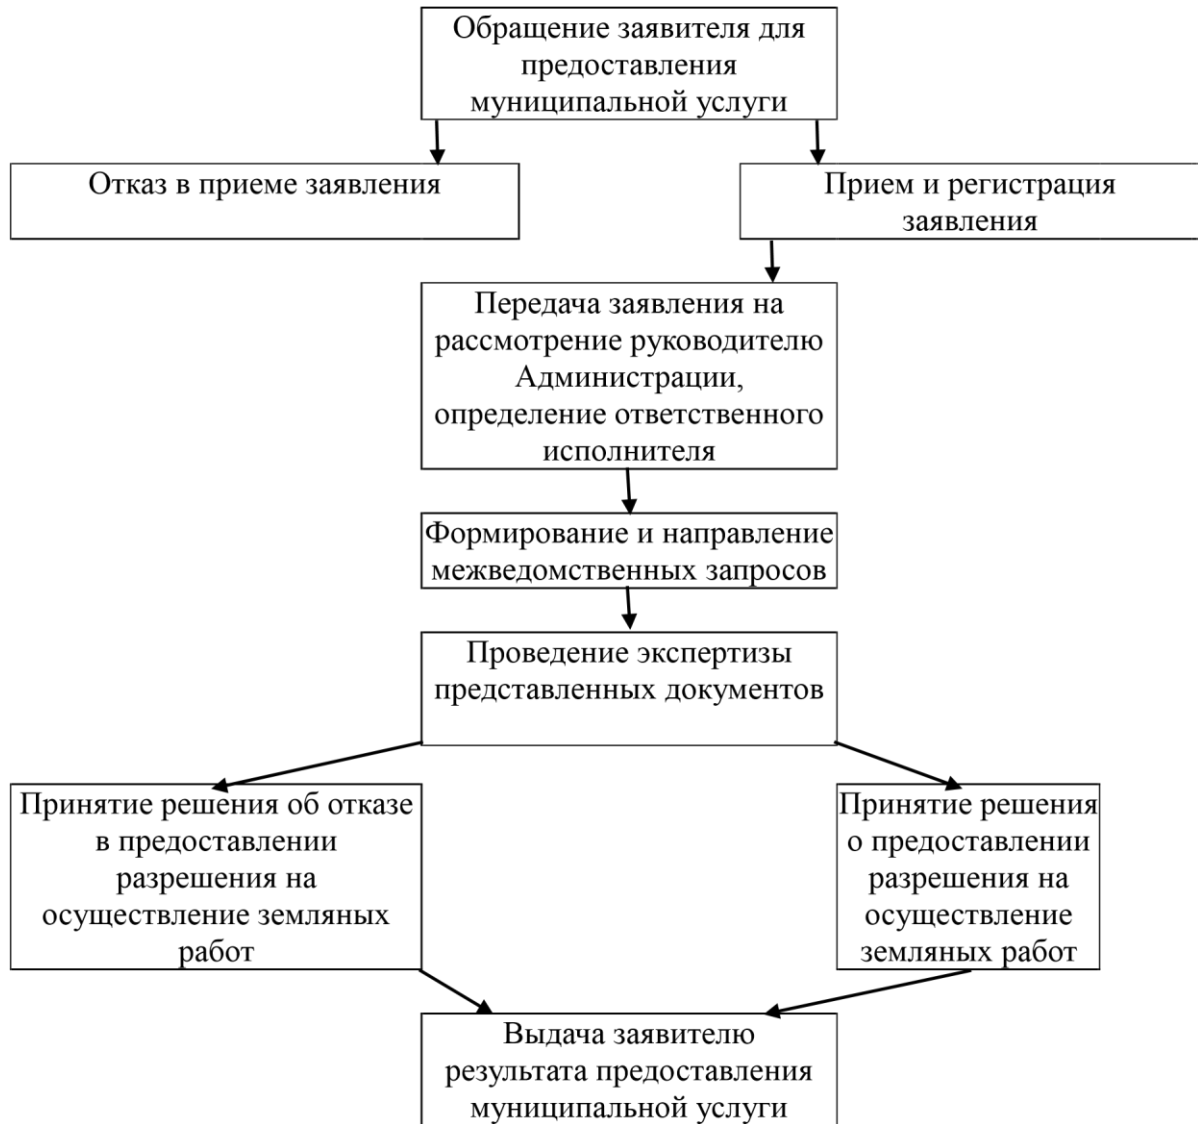 Обращение заявителя для
предоставления
муниципальной услуги
Отказ в приеме заявления
Прием и регистрация
заявления
Передача заявления на
рассмотрение руководителю
Администрации,
определение ответственного
исполнителя
Формирование и направление
межведомственных запросов
Проведение экспертизы
представленных документов
Принятие решения об отказе
в предоставлении
разрешения на
осуществление земляных
работ
Принятие решения
о предоставлении
разрешения на
осуществление
земляных работ
Выдача заявителю
результата предоставления
муниципальной услуги